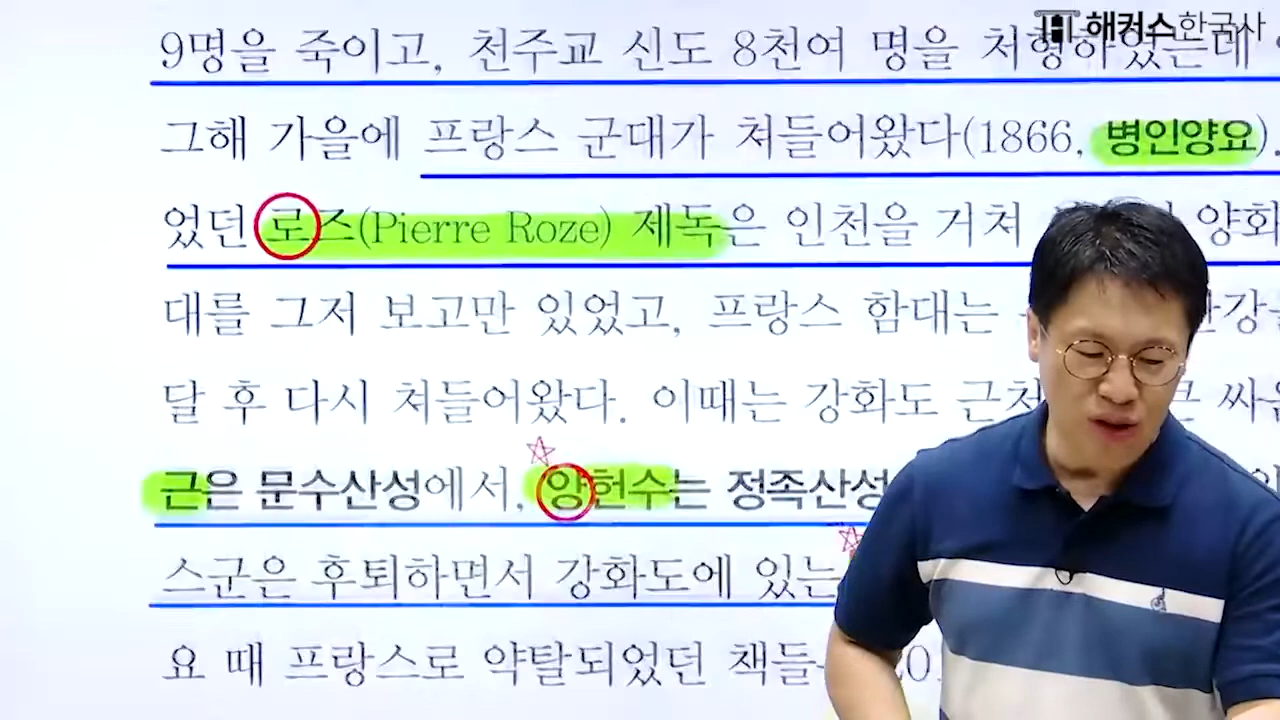 해커스한국사
9명을 죽이고, 천주교 신도 8천여 명을 처형하였는데
그해 가을에 프랑스 군대가 쳐들어왔다(1866, 병인양요).
었던 로즈(Pierre Roze) 제독은 인천을 거쳐 양화
대를 그저 보고만 있었고, 프랑스 함대는
달 후 다시 쳐들어왔다. 이때는 강화도 근처
근은 문수산성에서, 양헌수는 정족산성
스군은 후퇴하면서 강화도에 있는
요 때 프랑스로 약탈되었던 책들